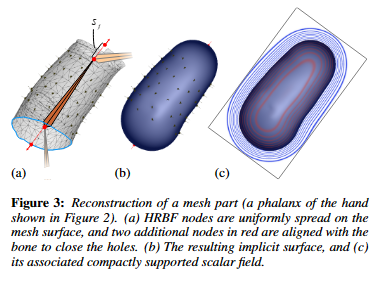 s_j
(a)
(b)
(c)
Figure 3: Reconstruction of a mesh part (a phalanx of the hand
shown in Figure 2). (a) HRBF nodes are uniformly spread on the
mesh surface, and two additional nodes in red are aligned with the
bone to close the holes. (b) The resulting implicit surface, and (c)
its associated compactly supported scalar field.